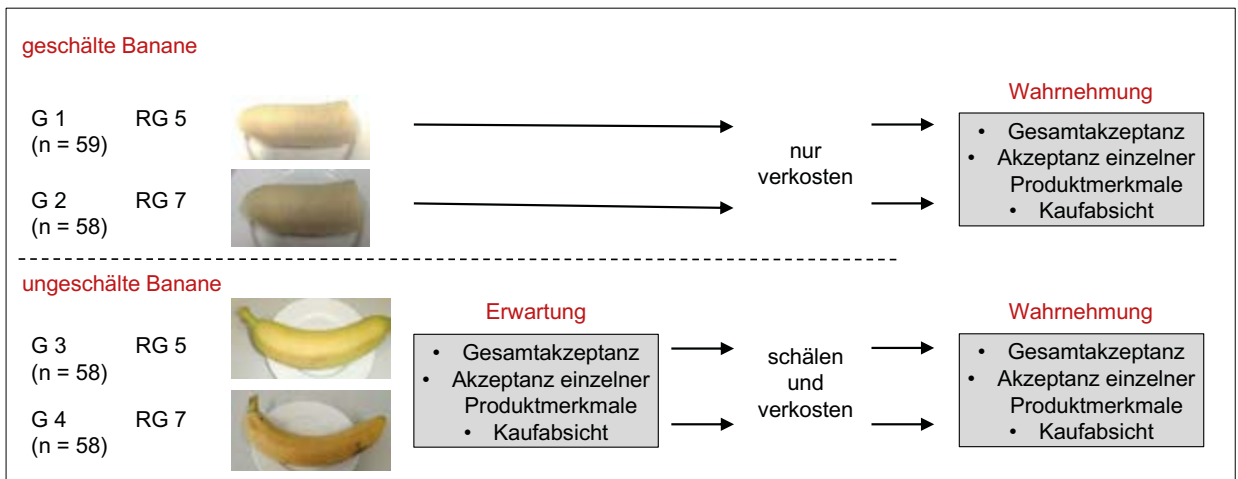 geschälte Banane
G 1 RG 5
(n = 59)
G 2 RG 7
(n = 58)
nur
verkosten
Wahrnehmung
• Gesamtakzeptanz
• Akzeptanz einzelner
Produktmerkmale
• Kaufabsicht
ungeschälte Banane
G 3 RG 5
(n = 58)
G 4 RG 7
(n = 58)
Erwartung
• Gesamtakzeptanz
• Akzeptanz einzelner
Produktmerkmale
• Kaufabsicht
schälen
und
verkosten
Wahrnehmung
• Gesamtakzeptanz
• Akzeptanz einzelner
Produktmerkmale
• Kaufabsicht